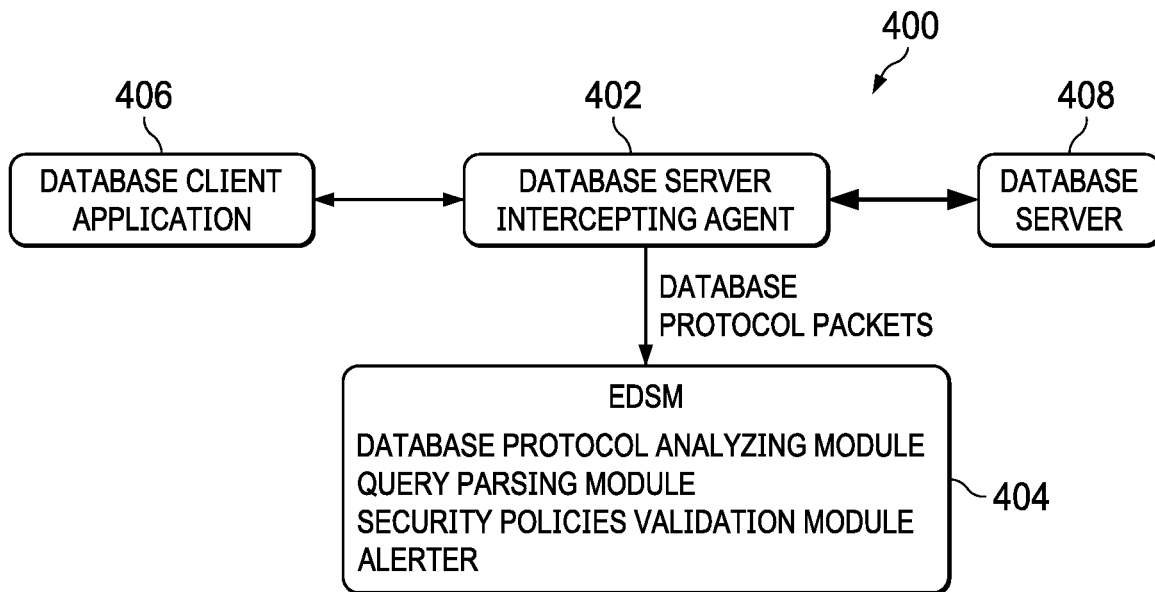 400
406
402
408
DATABASE CLIENT
APPLICATION
DATABASE SERVER
INTERCEPTING AGENT
DATABASE
SERVER
DATABASE
PROTOCOL PACKETS
EDSM
DATABASE PROTOCOL ANALYZING MODULE
QUERY PARSING MODULE
SECURITY POLICIES VALIDATION MODULE
ALERTER
404